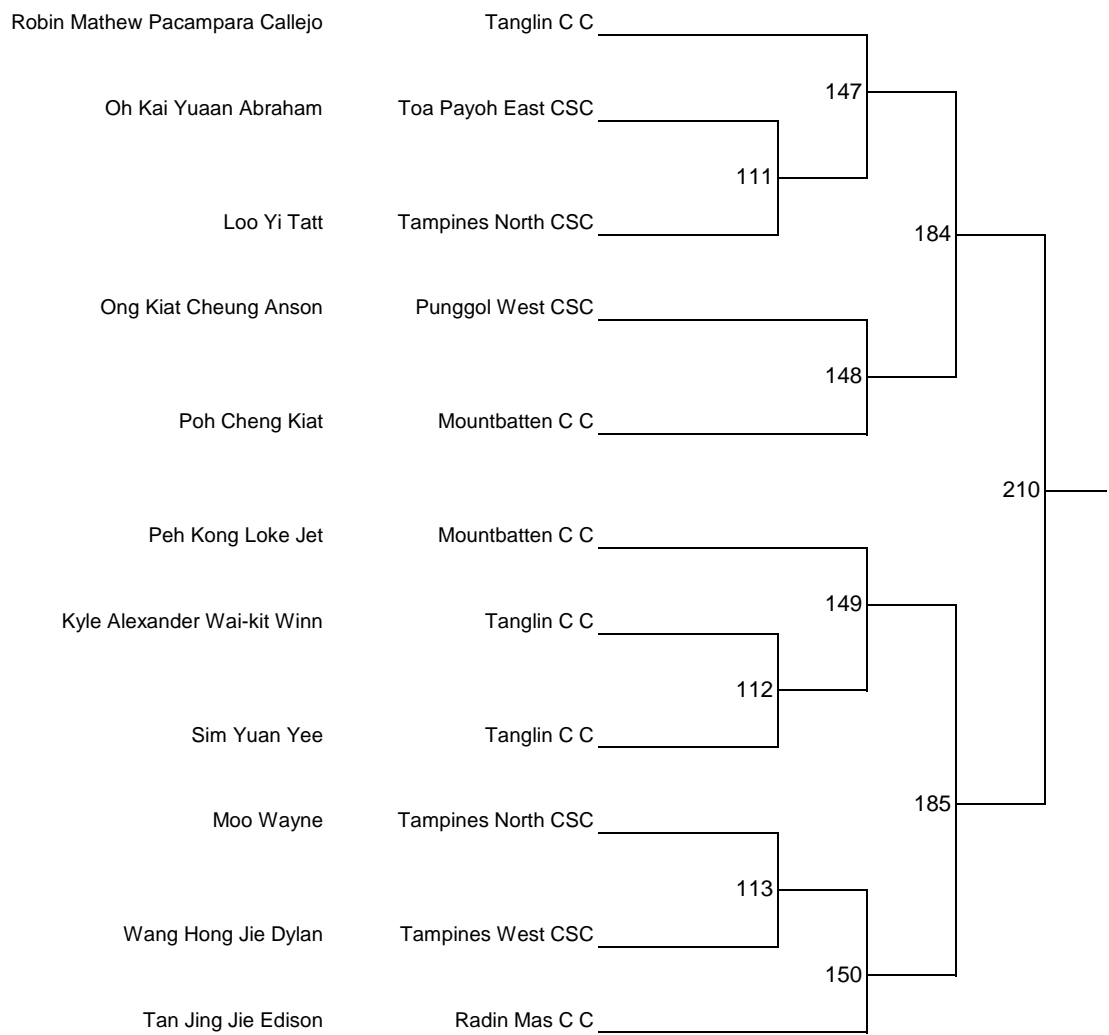 Robin Mathew Pacampara Callejo Tanglin C C
147
Oh Kai Yuaan Abraham Toa Payoh East CSC
111
Loo Yi Tatt Tampines North CSC
184
Ong Kiat Cheung Anson Punggol West CSC
148
Poh Cheng Kiat Mountbatten C C
210
Peh Kong Loke Jet Mountbatten C C
149
Kyle Alexander Wai-kit Winn Tanglin C C
112
Sim Yuan Yee Tanglin C C
185
Moo Wayne Tampines North CSC
113
Wang Hong Jie Dylan Tampines West CSC
150
Tan Jing Jie Edison Radin Mas C C